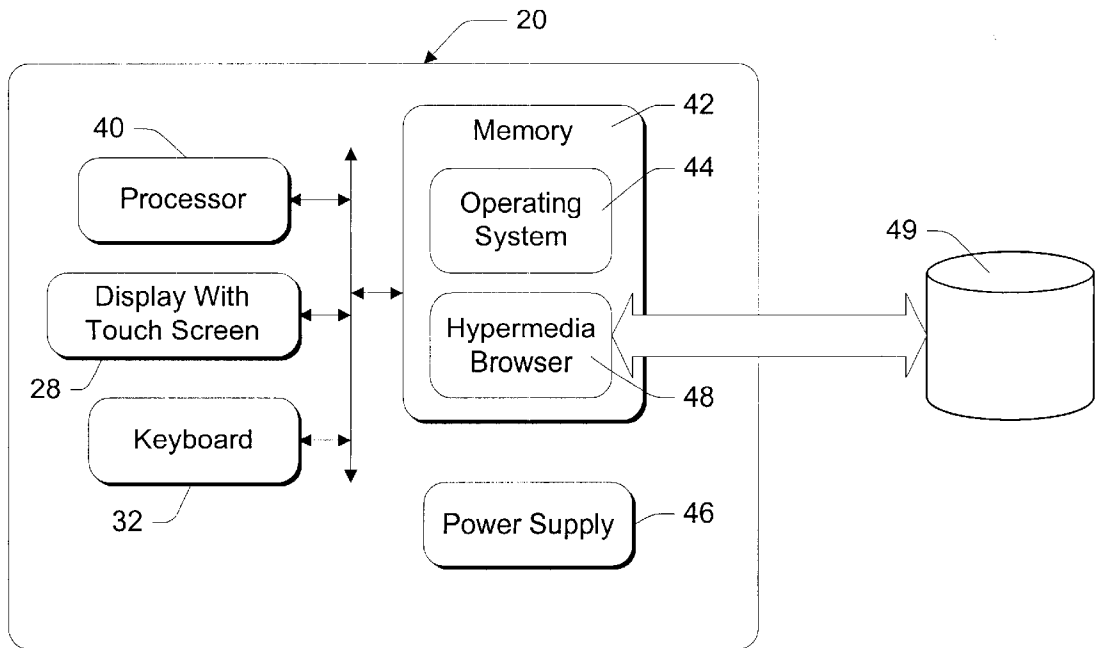 20
40
Processor
Display With
Touch Screen
28
Keyboard
32
42
Memory
44
Operating
System
Hypermedia
Browser
48
Power Supply
46
49